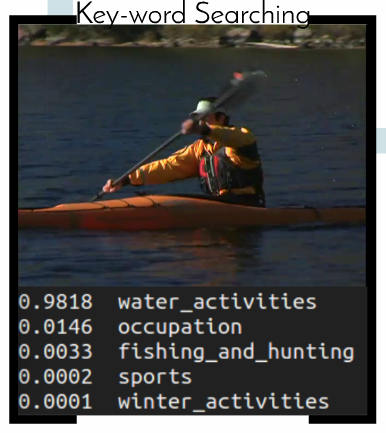 Key-word Searching
0.9818 water_activities
0.0146 occupation
0.0033 fishing_and_hunting
0.0002 sports
0.0001 winter_activities